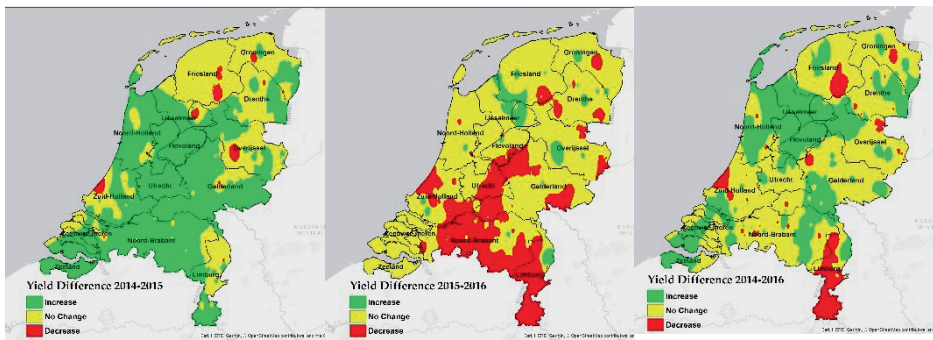 Groningen
Friesland
Drenthe
IJsselmeer
Noord-Holland
Flevoland
Overijssel
Utrecht
Gelderland
Zuid-Holland
Noord-Brabant
Zeeland
Limburg
Yield Difference 2014-2015
Increase
No Change
Decrease
Groningen
Friesland
Drenthe
IJsselmeer
Noord-Holland
Flevoland
Overijssel
Utrecht
Gelderland
Zuid-Holland
Noord-Brabant
Zeeland
Limburg
Yield Difference 2015-2016
Increase
No Change
Decrease
Groningen
Friesland
Drenthe
IJsselmeer
Noord-Holland
Flevoland
Overijssel
Utrecht
Gelderland
Zuid-Holland
Noord-Brabant
Zeeland
Limburg
Yield Difference 2014-2016
Increase
No Change
Decrease